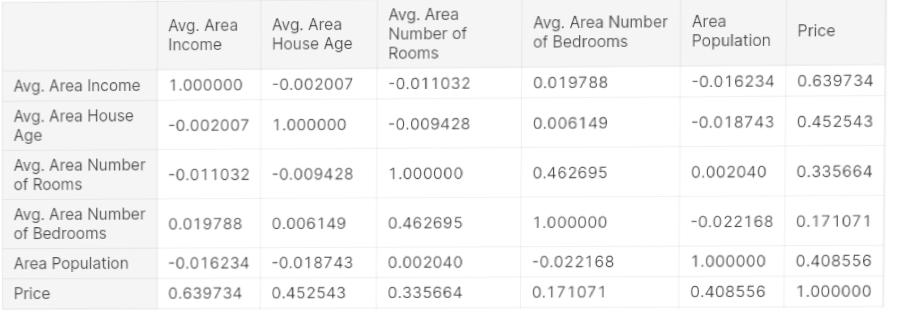 Avg. Area Income Avg. Area House Age Avg. Area Number of Rooms Avg. Area Number of Bedrooms Area Population Price
Avg. Area Income 1.000000 -0.002007 -0.011032 0.019788 -0.016234 0.639734
Avg. Area House Age -0.002007 1.000000 -0.009428 0.006149 -0.018743 0.452543
Avg. Area Number of Rooms -0.011032 -0.009428 1.000000 0.462695 0.002040 0.335664
Avg. Area Number of Bedrooms 0.019788 0.006149 0.462695 1.000000 -0.022168 0.171071
Area Population -0.016234 -0.018743 0.002040 -0.022168 1.000000 0.408556
Price 0.639734 0.452543 0.335664 0.171071 0.408556 1.000000